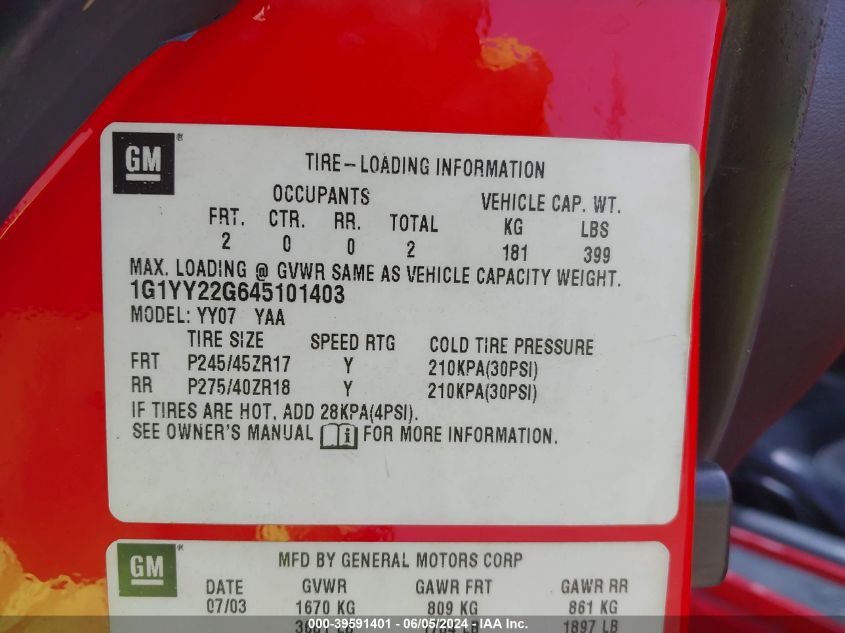 GM
TIRE-LOADING INFORMATION
OCCUPANTS VEHICLE CAP. WT.
FRT. CTR. RR. TOTAL KG LBS
2 0 0 2 181 399
MAX. LOADING @ GVWR SAME AS VEHICLE CAPACITY WEIGHT.
1G1YY22G645101403
MODEL: YY07 YAA
TIRE SIZE SPEED RTG COLD TIRE PRESSURE
FRT P245/45ZR17 Y 210KPA(30PSI)
RR P275/40ZR18 Y 210KPA(30PSI)
IF TIRES ARE HOT, ADD 28KPA(4PSI).
SEE OWNER'S MANUAL i FOR MORE INFORMATION.
GM
MFD BY GENERAL MOTORS CORP
DATE GVWR GAWR FRT GAWR RR
07/03 1670 KG 809 KG 861 KG
1897 LB
000-39591401 - 06/05/2024 - IAA, Inc.